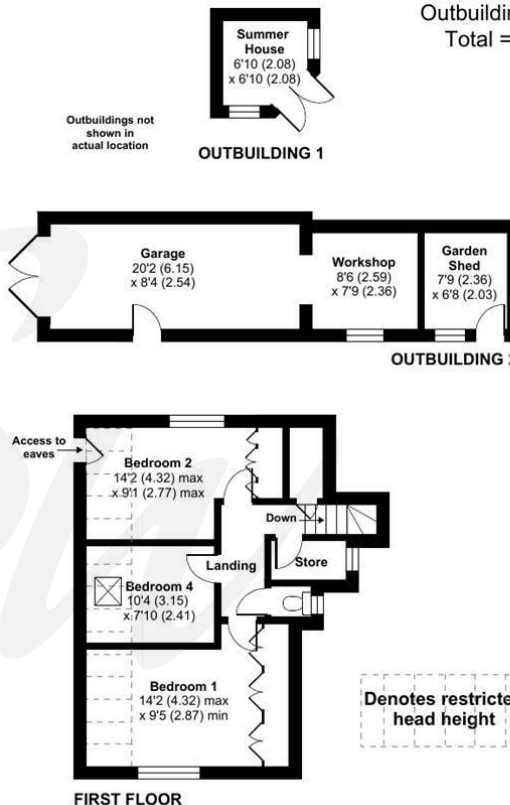 Outbuildin
Total =
Summer
House
6'10 (2.08)
x 6'10 (2.08)
Outbuildings not
shown in
actual location
OUTBUILDING 1
Garage
20'2 (6.15)
x 8'4 (2.54)
Workshop
8'6 (2.59)
x 7'9 (2.36)
Garden
Shed
7'9 (2.36)
x 6'8 (2.03)
OUTBUILDING 2
Access to
eaves
Bedroom 2
14'2 (4.32) max
x 9'1 (2.77) max
Down
Landing
Store
Bedroom 4
10'4 (3.15)
x 7'10 (2.41)
Bedroom 1
14'2 (4.32) max
x 9'5 (2.87) min
Denotes restricte
head height
FIRST FLOOR